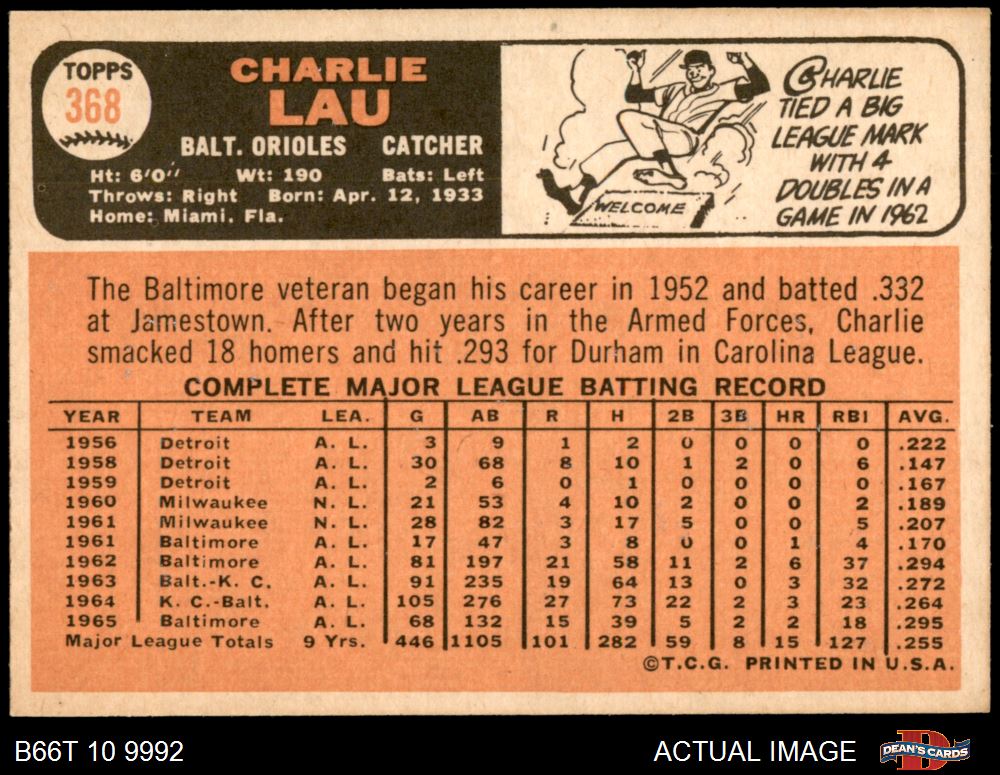 TOPPS
368
CHARLIE
LAU
BALT. ORIOLES CATCHER
Ht: 6'0" Wt: 190 Bats: Left
Throws: Right Born: Apr. 12, 1933
Home: Miami, Fla.
WELCOME
CHARLIE
TIED A BIG
LEAGUE MARK
WITH 4
DOUBLES IN A
GAME IN 1962
The Baltimore veteran began his career in 1952 and batted .332
at Jamestown. After two years in the Armed Forces, Charlie
smacked 18 homers and hit .293 for Durham in Carolina League.
COMPLETE MAJOR LEAGUE BATTING RECORD
YEAR TEAM LEA. G AB R H 2B 3B HR RBI AVG.
1956 Detroit A. L. 3 9 1 2 0 0 0 0 .222
1958 Detroit A. L. 30 68 8 10 1 2 0 6 .147
1959 Detroit A. L. 2 6 0 1 0 0 0 0 .167
1960 Milwaukee N. L. 21 53 4 10 2 0 0 2 .189
1961 Milwaukee N. L. 28 82 3 17 5 0 0 5 .207
1961 Baltimore A. L. 17 47 3 8 0 0 1 4 .170
1962 Baltimore A. L. 81 197 21 58 11 2 6 37 .294
1963 Balt.-K. C. A. L. 91 235 19 64 13 0 3 32 .272
1964 K. C.-Balt. A. L. 105 276 27 73 22 2 3 23 .264
1965 Baltimore A. L. 68 132 15 39 5 2 2 18 .295
Major League Totals 9 Yrs. 446 1105 101 282 59 8 15 127 .255
©T.C.G. PRINTED IN U.S.A.
B66T 10 9992 ACTUAL IMAGE DEAN'S CARDS